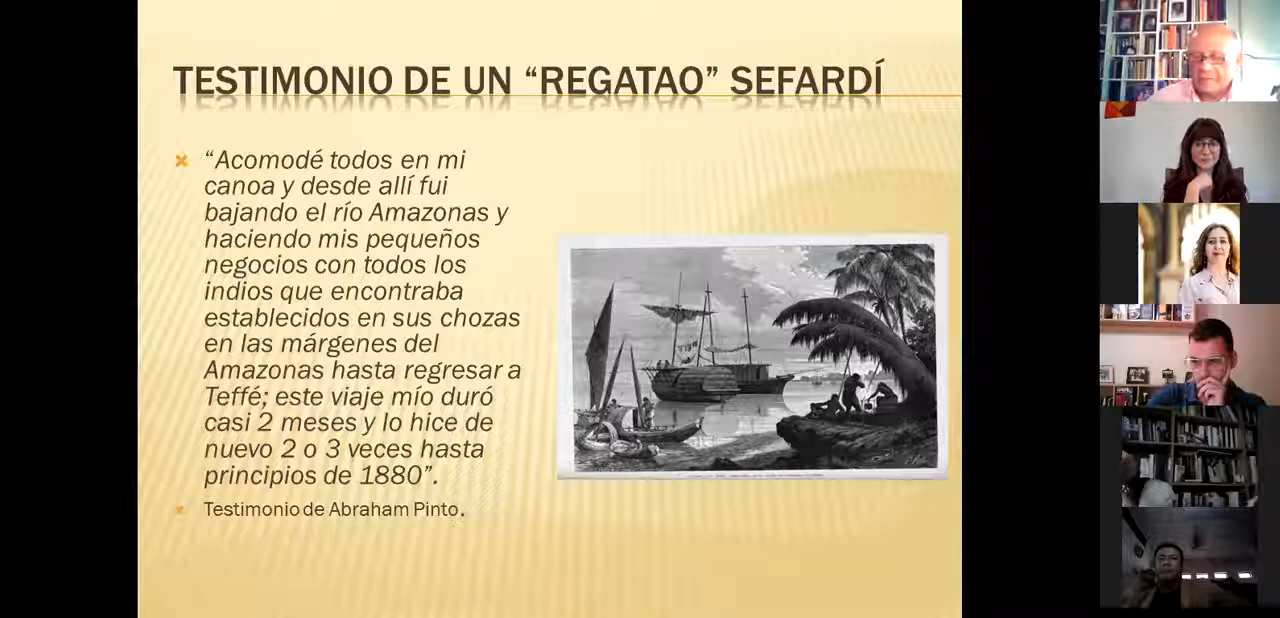 TESTIMONIO DE UN “REGATAO” SEFARDÍ
“Acomodé todos en mi
canoa y desde allí fui
bajando el río Amazonas y
haciendo mis pequeños
negocios con todos los
indios que encontraba
establecidos en sus chozas
en las márgenes del
Amazonas hasta regresar a
Teffé; este viaje mío duró
casi 2 meses y lo hice de
nuevo 2 o 3 veces hasta
principios de 1880”.
Testimonio de Abraham Pinto.